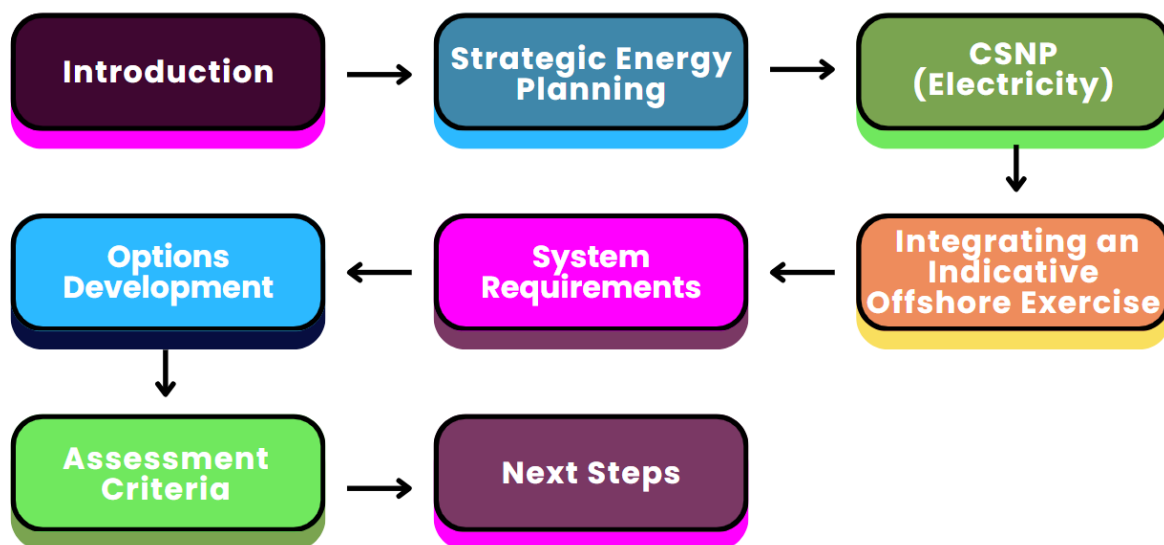 Introduction
Strategic Energy
Planning
CSNP
(Electricity)
Integrating an
Indicative
Offshore Exercise
System
Requirements
Options
Development
Assessment
Criteria
Next Steps